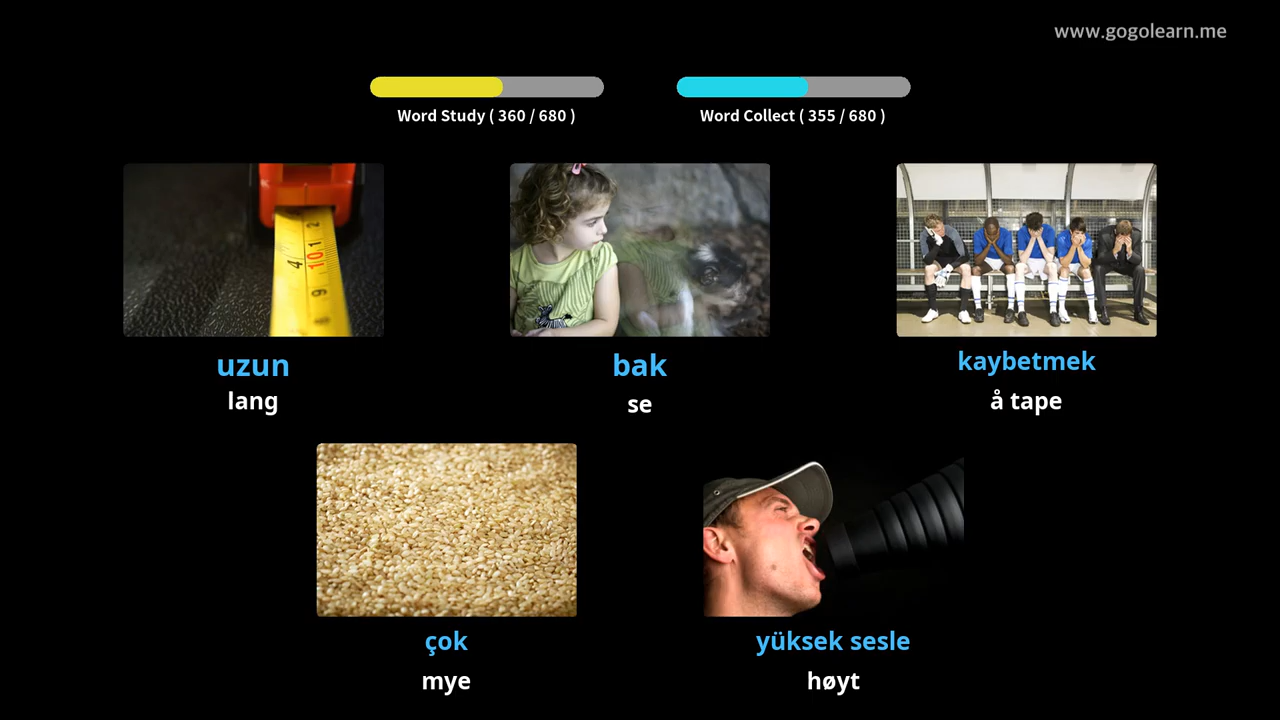 www.gogolearn.me
Word Study ( 360 / 680 )
Word Collect ( 355 / 680 )
uzun
lang
bak
se
kaybetmek
å tape
çok
mye
yüksek sesle
høyt